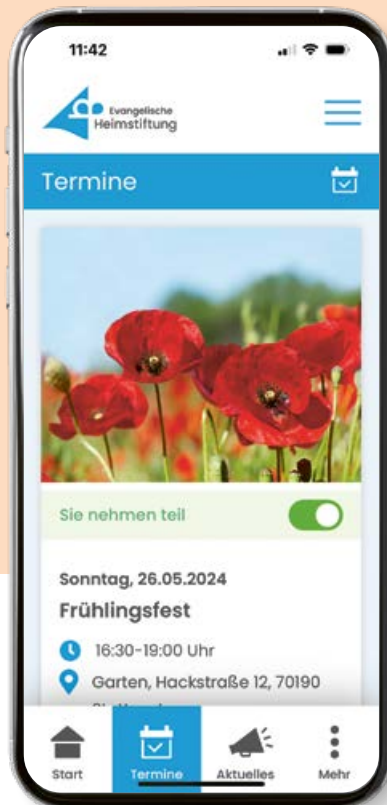 11:42
Evangelische
Heimstiftung
Termine
Sie nehmen teil
Sonntag, 26.05.2024
Frühlingsfest
16:30-19:00 Uhr
Garten, Hackstraße 12, 70190
Start
Termine
Aktuelles
Mehr